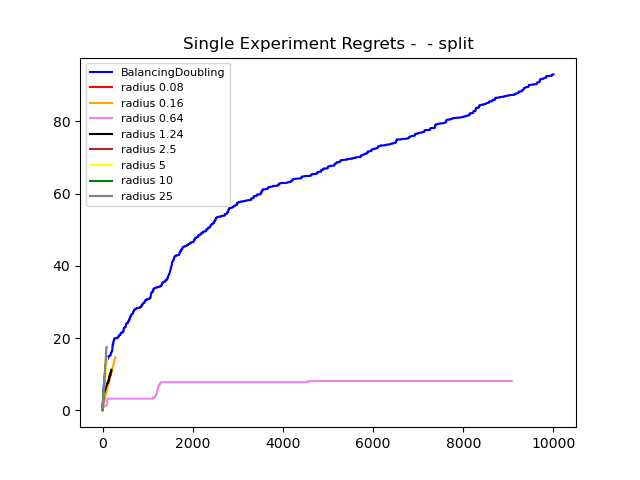 Single Experiment Regrets -  - split
BalancingDoubling
radius 0.08
radius 0.16
radius 0.64
radius 1.24
radius 2.5
radius 5
radius 10
radius 25
80
60
40
20
0
0 2000 4000 6000 8000 10000